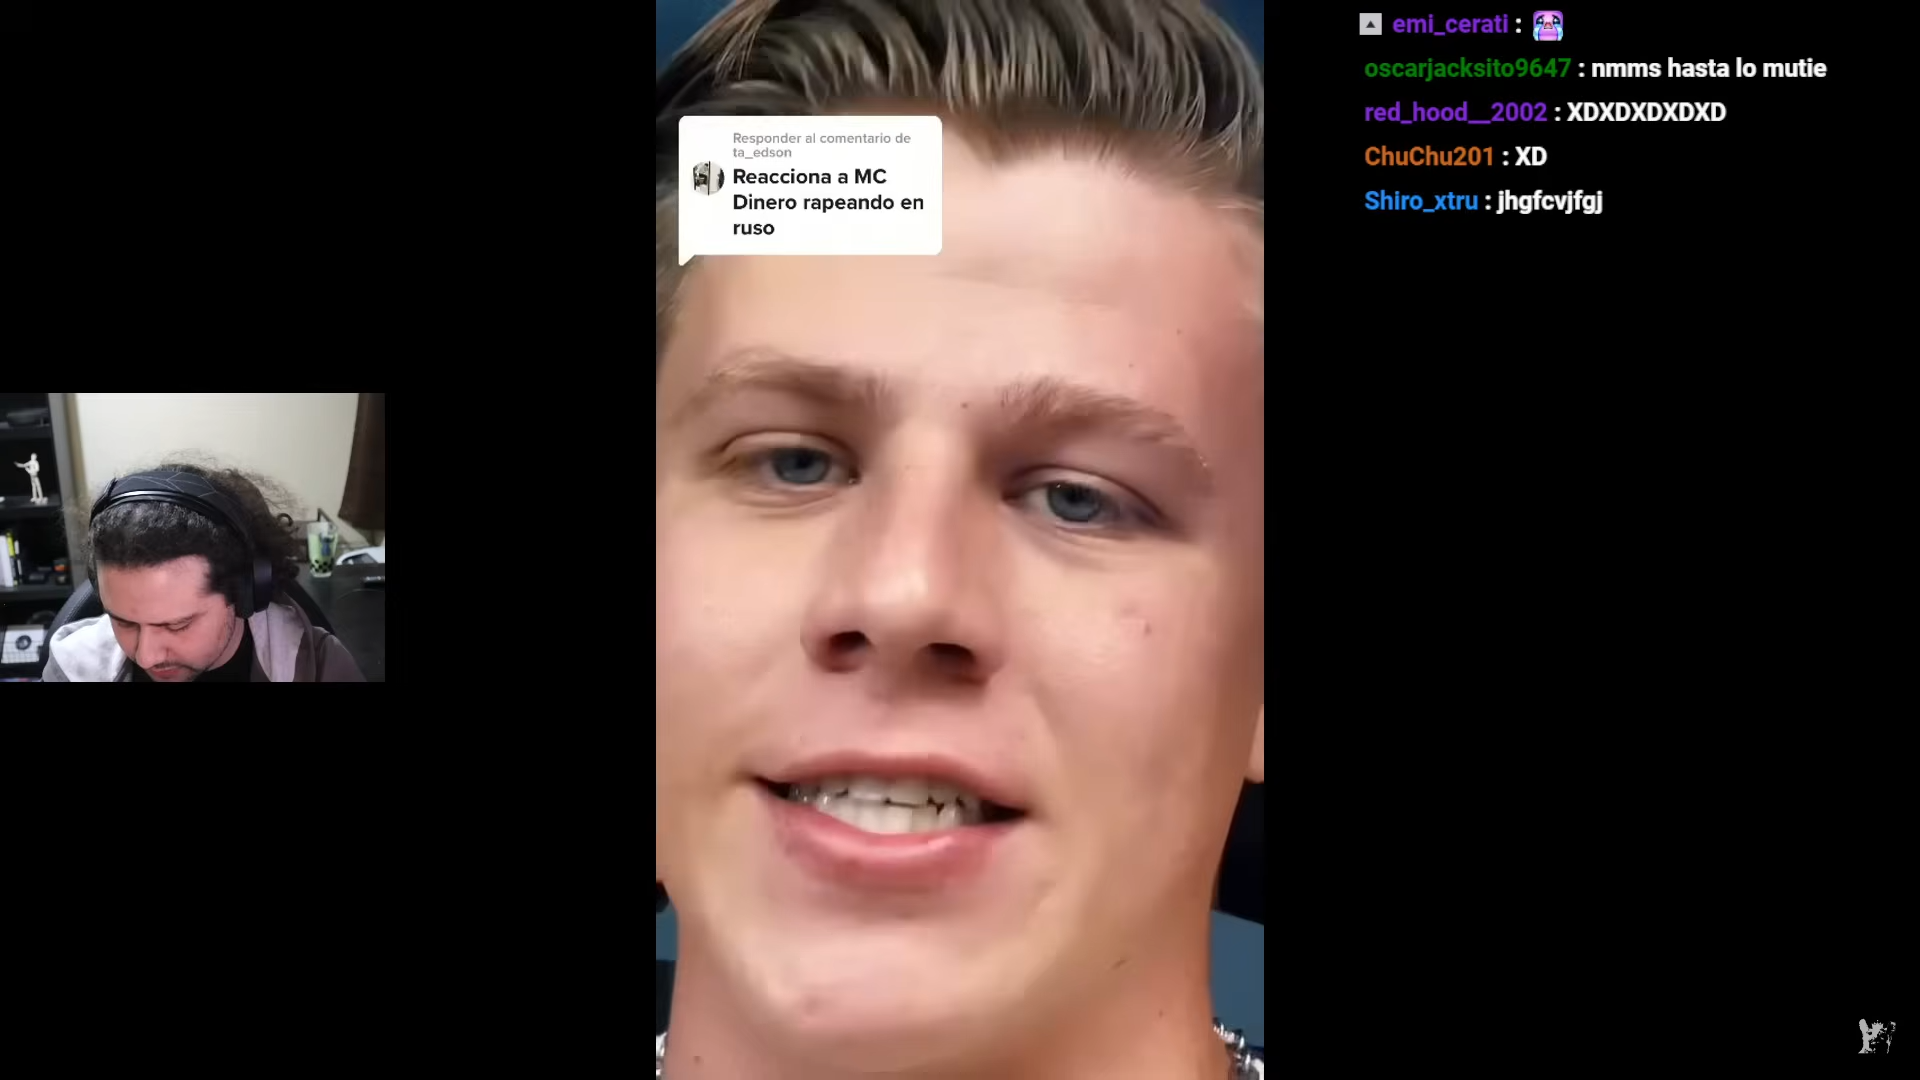 Responder al comentario de
ta_edson
Reacciona a MC
Dinero rapeando en
ruso
emi_cerati :
oscarjacksito9647 : nmms hasta lo mutie
red_hood__2002 : XDXDXDXDXD
ChuChu201 : XD
Shiro_xtru : jhgfcvjfgj